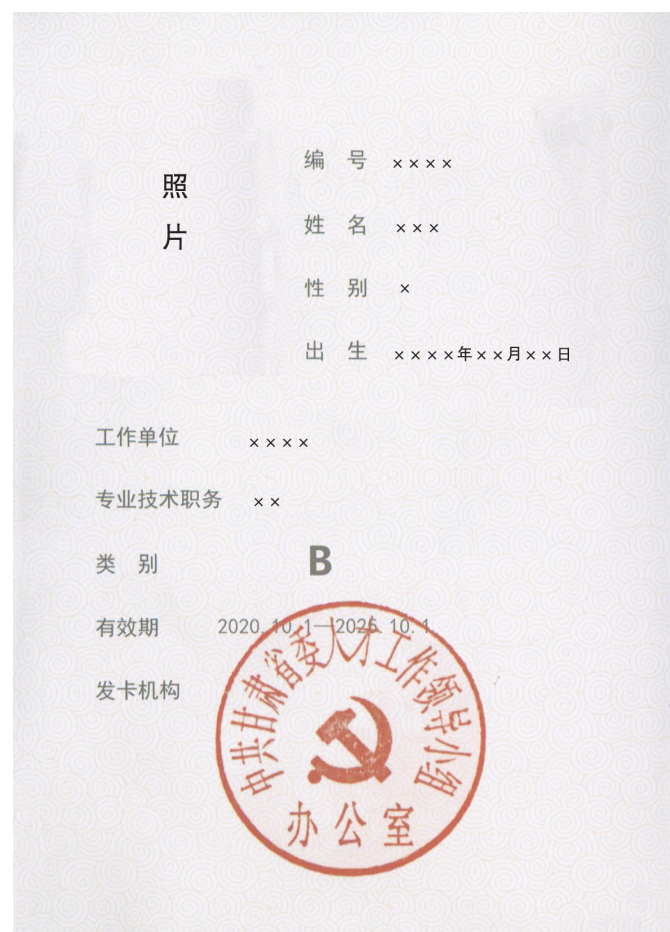 照
片
编 号 ××××
姓 名 ×××
性 别 ×
出 生 ××××年××月××日
工作单位 ××××
专业技术职务 ××
类 别 B
有效期 2020.10.1—2025.10.1
发卡机构
中共甘肃省委人才工作领导小组
办公室